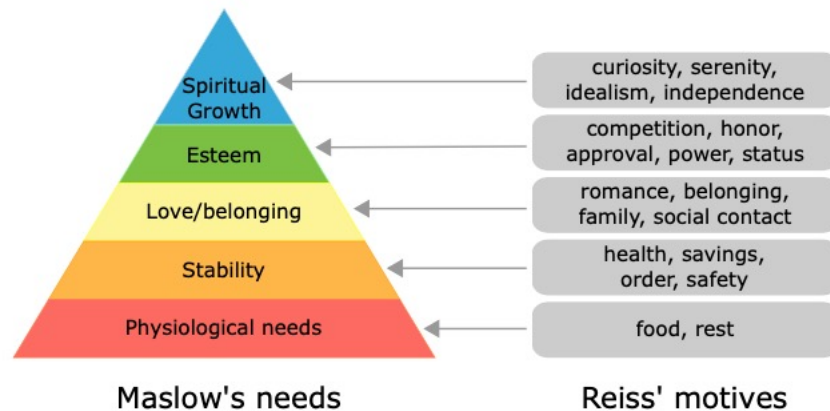 Spiritual
Growth
curiosity, serenity,
idealism, independence
Esteem
competition, honor,
approval, power, status
Love/belonging
romance, belonging,
family, social contact
Stability
health, savings,
order, safety
Physiological needs
food, rest
Maslow's needs
Reiss' motives